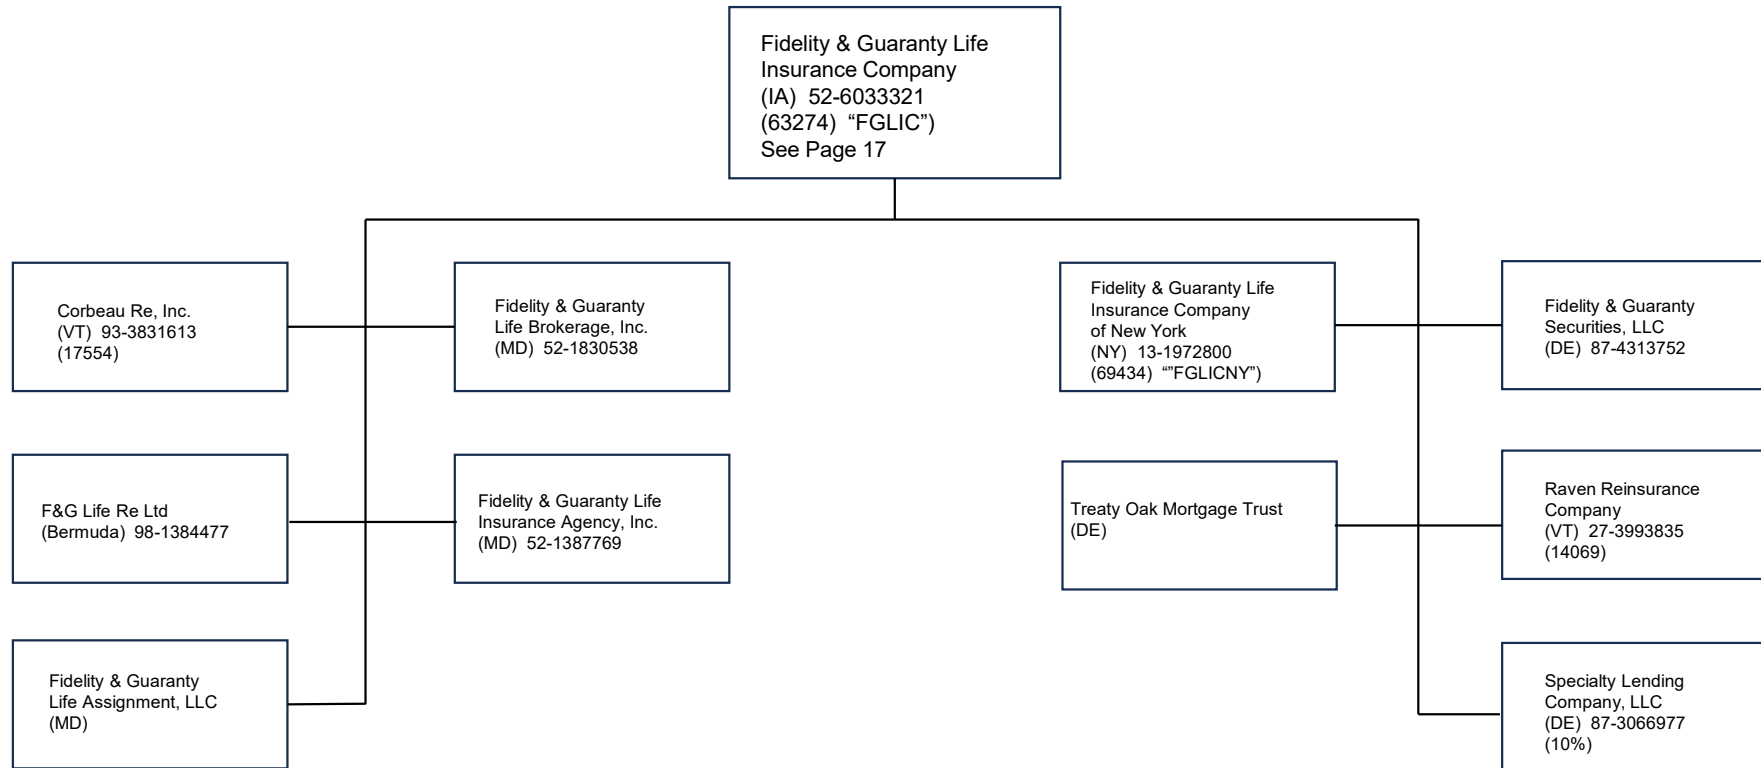 Fidelity & Guaranty Life
Insurance Company
(IA) 52-6033321
(63274) “FGLIC”)
See Page 17
Corbeau Re, Inc.
(VT) 93-3831613
(17554)
Fidelity & Guaranty
Life Brokerage, Inc.
(MD) 52-1830538
Fidelity & Guaranty Life
Insurance Company
of New York
(NY) 13-1972800
(69434) “”FGLICNY”)
Fidelity & Guaranty
Securities, LLC
(DE) 87-4313752
F&G Life Re Ltd
(Bermuda) 98-1384477
Fidelity & Guaranty Life
Insurance Agency, Inc.
(MD) 52-1387769
Treaty Oak Mortgage Trust
(DE)
Raven Reinsurance
Company
(VT) 27-3993835
(14069)
Fidelity & Guaranty
Life Assignment, LLC
(MD)
Specialty Lending
Company, LLC
(DE) 87-3066977
(10%)